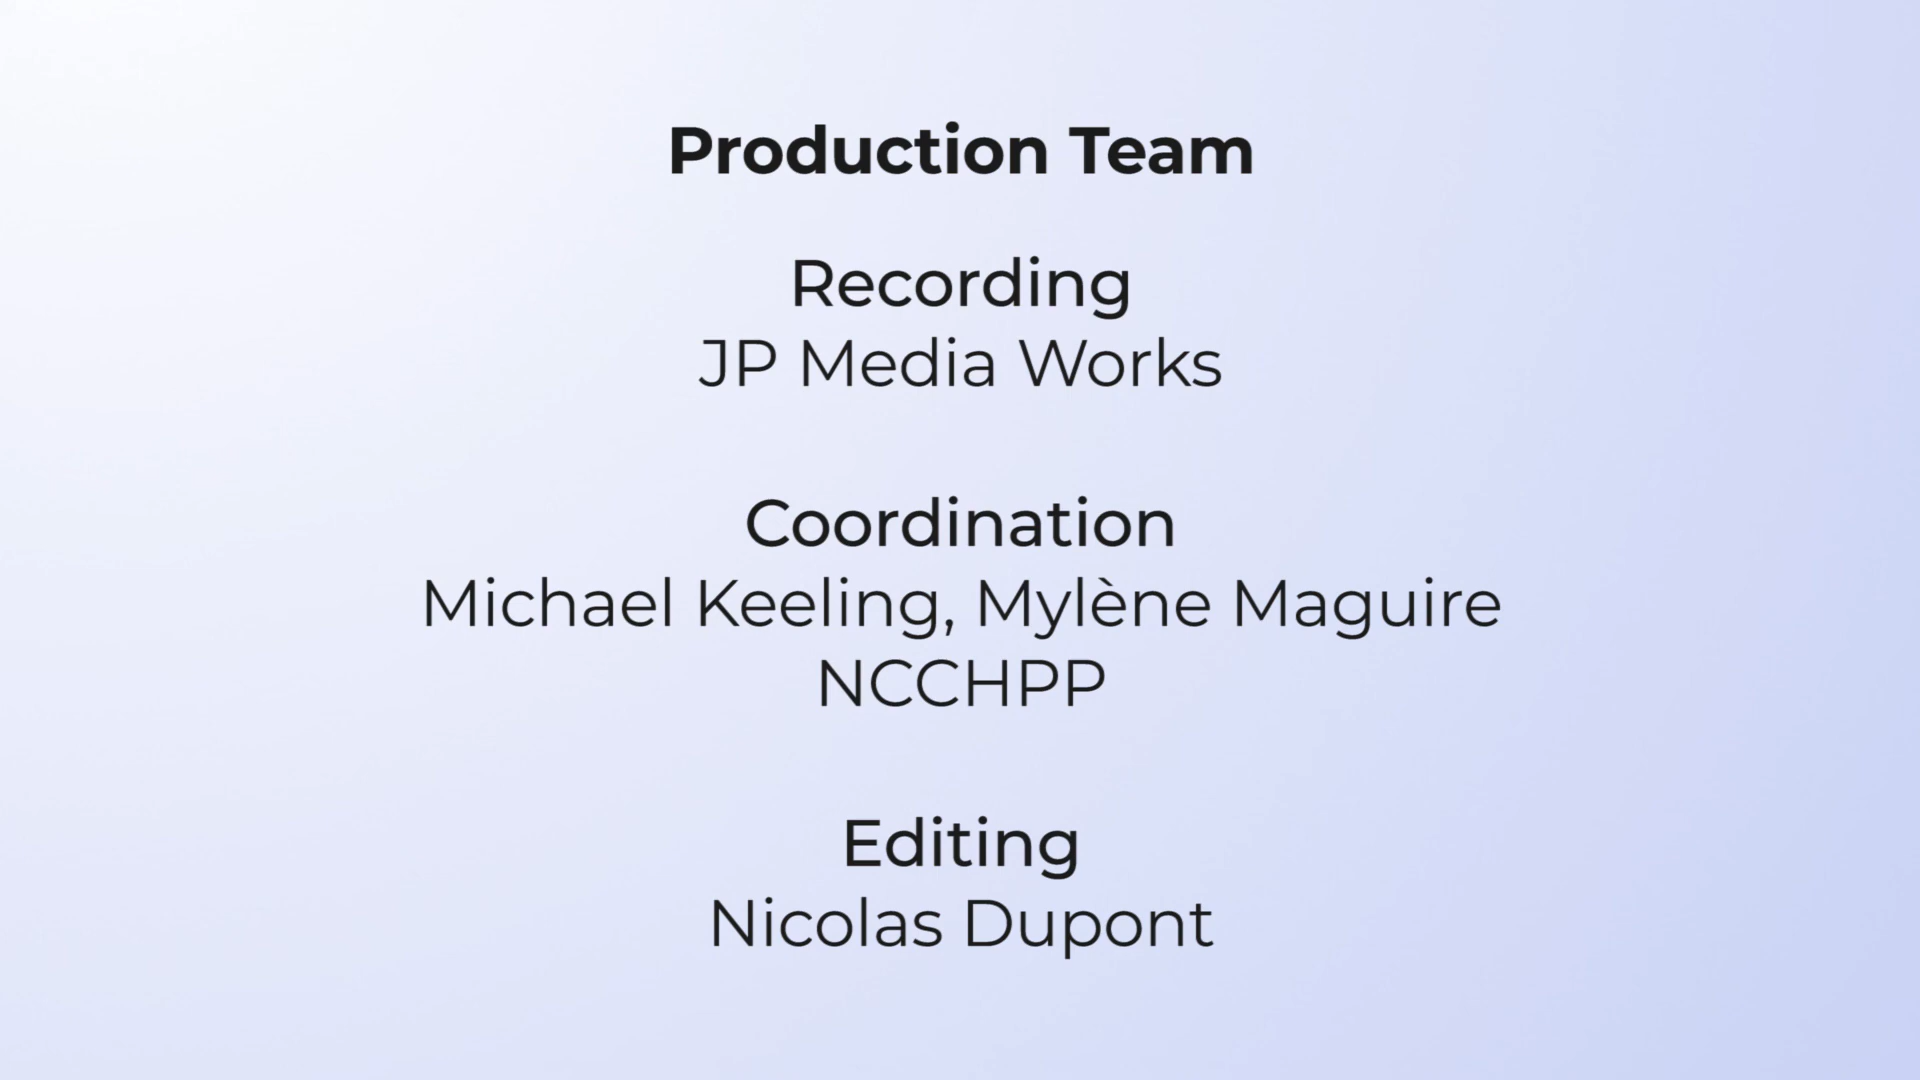 Production Team
Recording
JP Media Works
Coordination
Michael Keeling, Mylène Maguire
NCCHPP
Editing
Nicolas Dupont